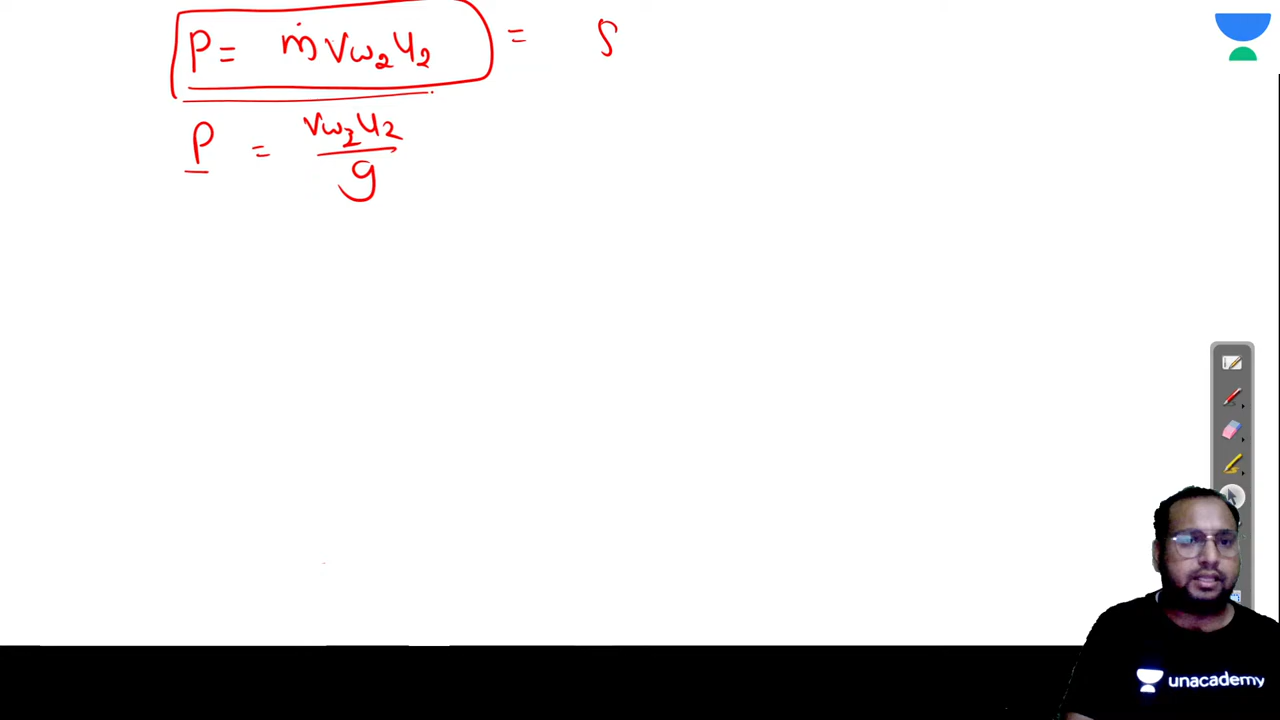 P = ṁ Vw₂ U₂ = ρ
P = Vw₂ U₂ / g
unacademy